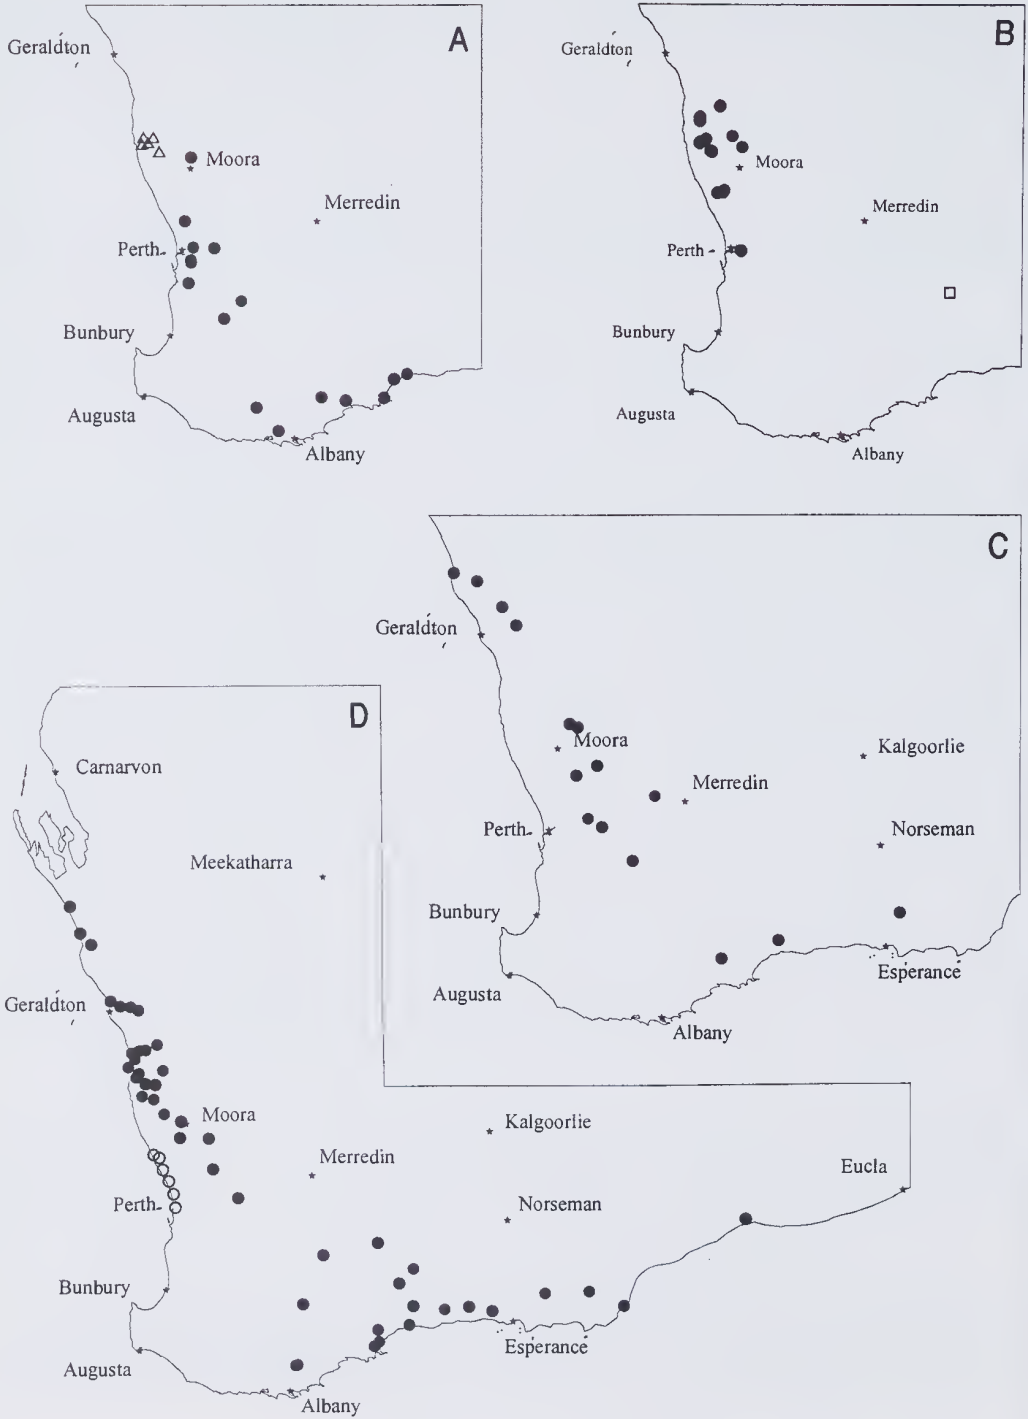 A
Geraldton
Moora
Merredin
Perth
Bunbury
Augusta
Albany
B
Geraldton
Moora
Merredin
Perth
Bunbury
Augusta
Albany
C
Geraldton
Moora
Kalgoorlie
Merredin
Perth
Norseman
Bunbury
Esperance
Augusta
Albany
D
Carnarvon
Meekatharra
Geraldton
Moora
Kalgoorlie
Merredin
Eucla
Perth
Norseman
Bunbury
Esperance
Augusta
Albany